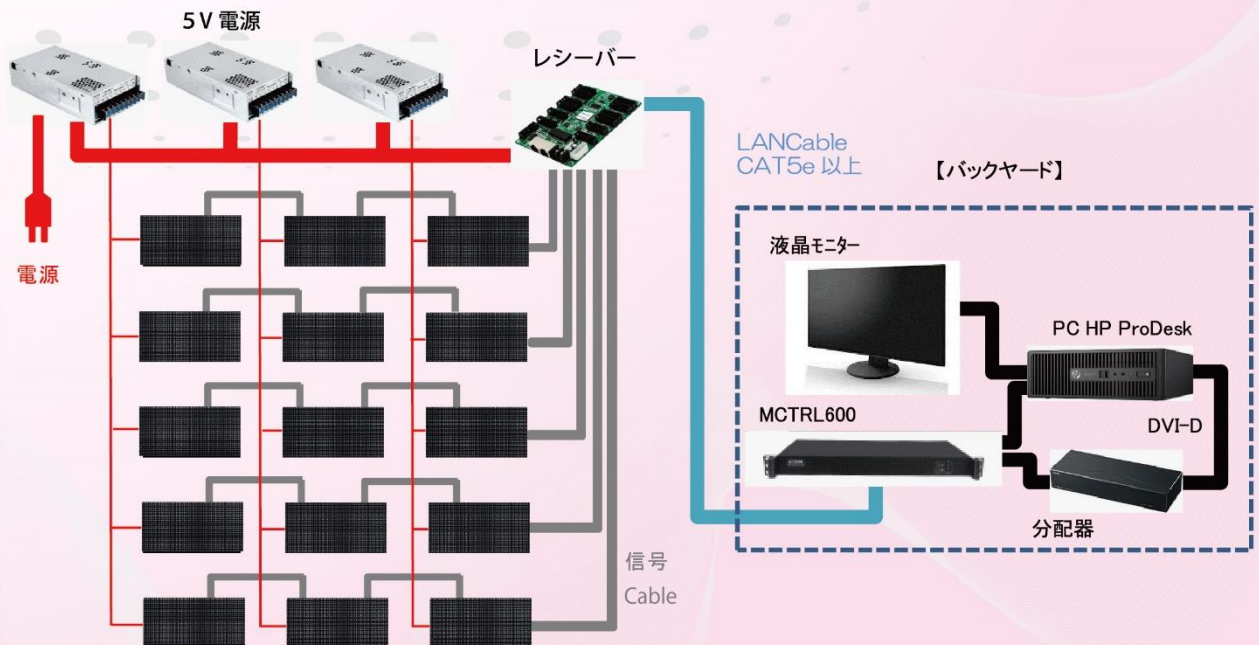 5V 電源
レシーバー
LANCable
CAT5e 以上
【バックヤード】
電源
液晶モニター
PC HP ProDesk
MCTRL600
DVI-D
分配器
信号
Cable